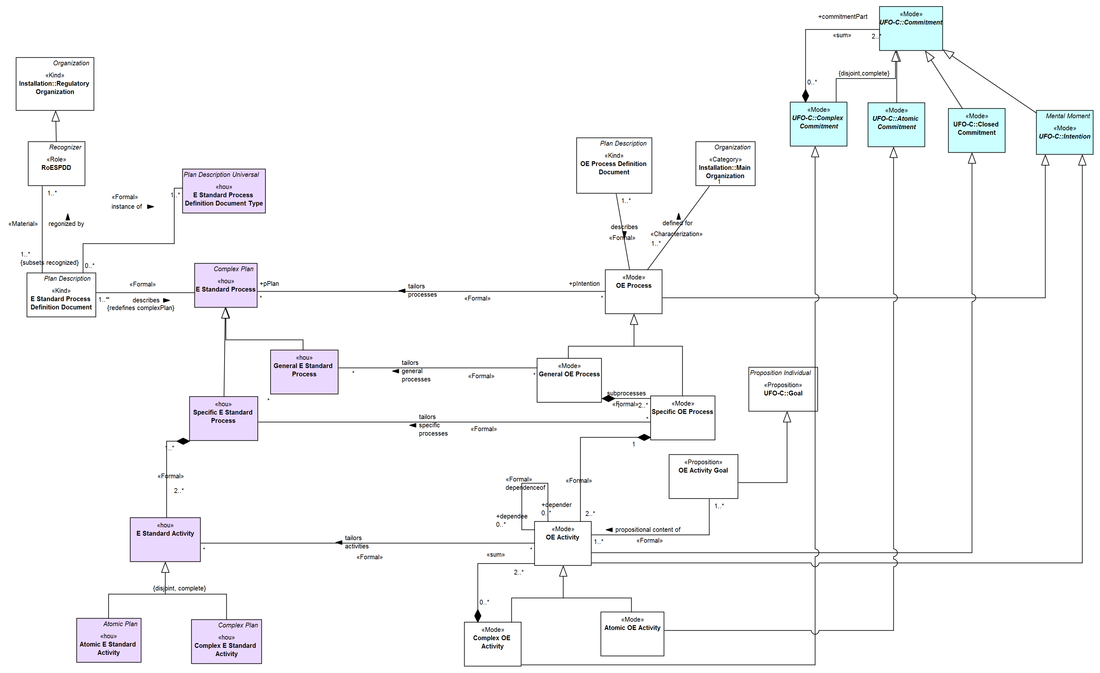 +commitmentPart
«sum»
2..*
0..*
«Mode»
UFO-C::Commitment
{disjoint,complete}
«Mode»
UFO-C::Complex
Commitment
«Mode»
UFO-C::Atomic
Commitment
«Mode»
UFO-C::Closed
Commitment
Mental Moment
«Mode»
UFO-C::Intention
Organization
«Kind»
Installation::Regulatory
Organization
Recognizer
«Role»
RoESPDD
1..*
«Material»
regonized by
1..*
{subsets recognized}
Plan Description Universal
«hou»
E Standard Process
Definition Document Type
1..*
«Formal»
instance of
0..*
Plan Description
«Kind»
E Standard Process
Definition Document
1..*
«Formal»
describes
{redefines complexPlan}
*
Complex Plan
«hou»
E Standard Process
+pPlan
*
Plan Description
«Kind»
OE Process Definition
Document
1..*
describes
«Formal»
Organization
«Category»
Installation::Main
Organization
1
defined for
«Characterization»
1..*
tailors
processes
«Formal»
+pIntention
*
«Mode»
OE Process
«hou»
General E Standard
Process
*
tailors
general
processes
«Formal»
*
«Mode»
General OE Process
subprocesses
«Formal»
2..*
«hou»
Specific E Standard
Process
*
tailors
specific
processes
«Formal»
*
«Mode»
Specific OE Process
1
Proposition Individual
«Proposition»
UFO-C::Goal
1..*
«Formal»
2..*
«Proposition»
OE Activity Goal
1..*
«Formal»
dependenceof
+depender
0..*
+dependee
0..*
«Formal»
2..*
propositional content of
1..*
«Formal»
«hou»
E Standard Activity
*
tailors
activities
«Formal»
*
«Mode»
OE Activity
«sum»
2..*
0..*
{disjoint, complete}
Atomic Plan
«hou»
Atomic E Standard
Activity
Complex Plan
«hou»
Complex E Standard
Activity
«Mode»
Complex OE
Activity
«Mode»
Atomic OE Activity